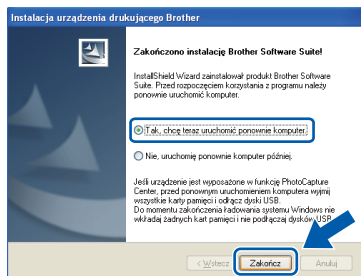 Instalacja urządzenia drukującego Brother
Zakończono instalację Brother Software Suite!
InstallShield Wizard zainstalował produkt Brother Software
Suite. Przed rozpoczęciem korzystania z programu należy
ponownie uruchomić komputer.
Tak, chcę teraz uruchomić ponownie komputer.
Nie, uruchomię ponownie komputer później.
Jeśli urządzenie jest wyposażone w funkcję PhotoCapture
Center, przed ponownym uruchomieniem komputera wyjmij
wszystkie karty pamięci i odłącz dyski USB.
Do momentu zakończenia ładowania systemu Windows nie
wkładaj żadnych kart pamięci i nie podłączaj dysków USB.
< Wstecz Zakończ Anuluj